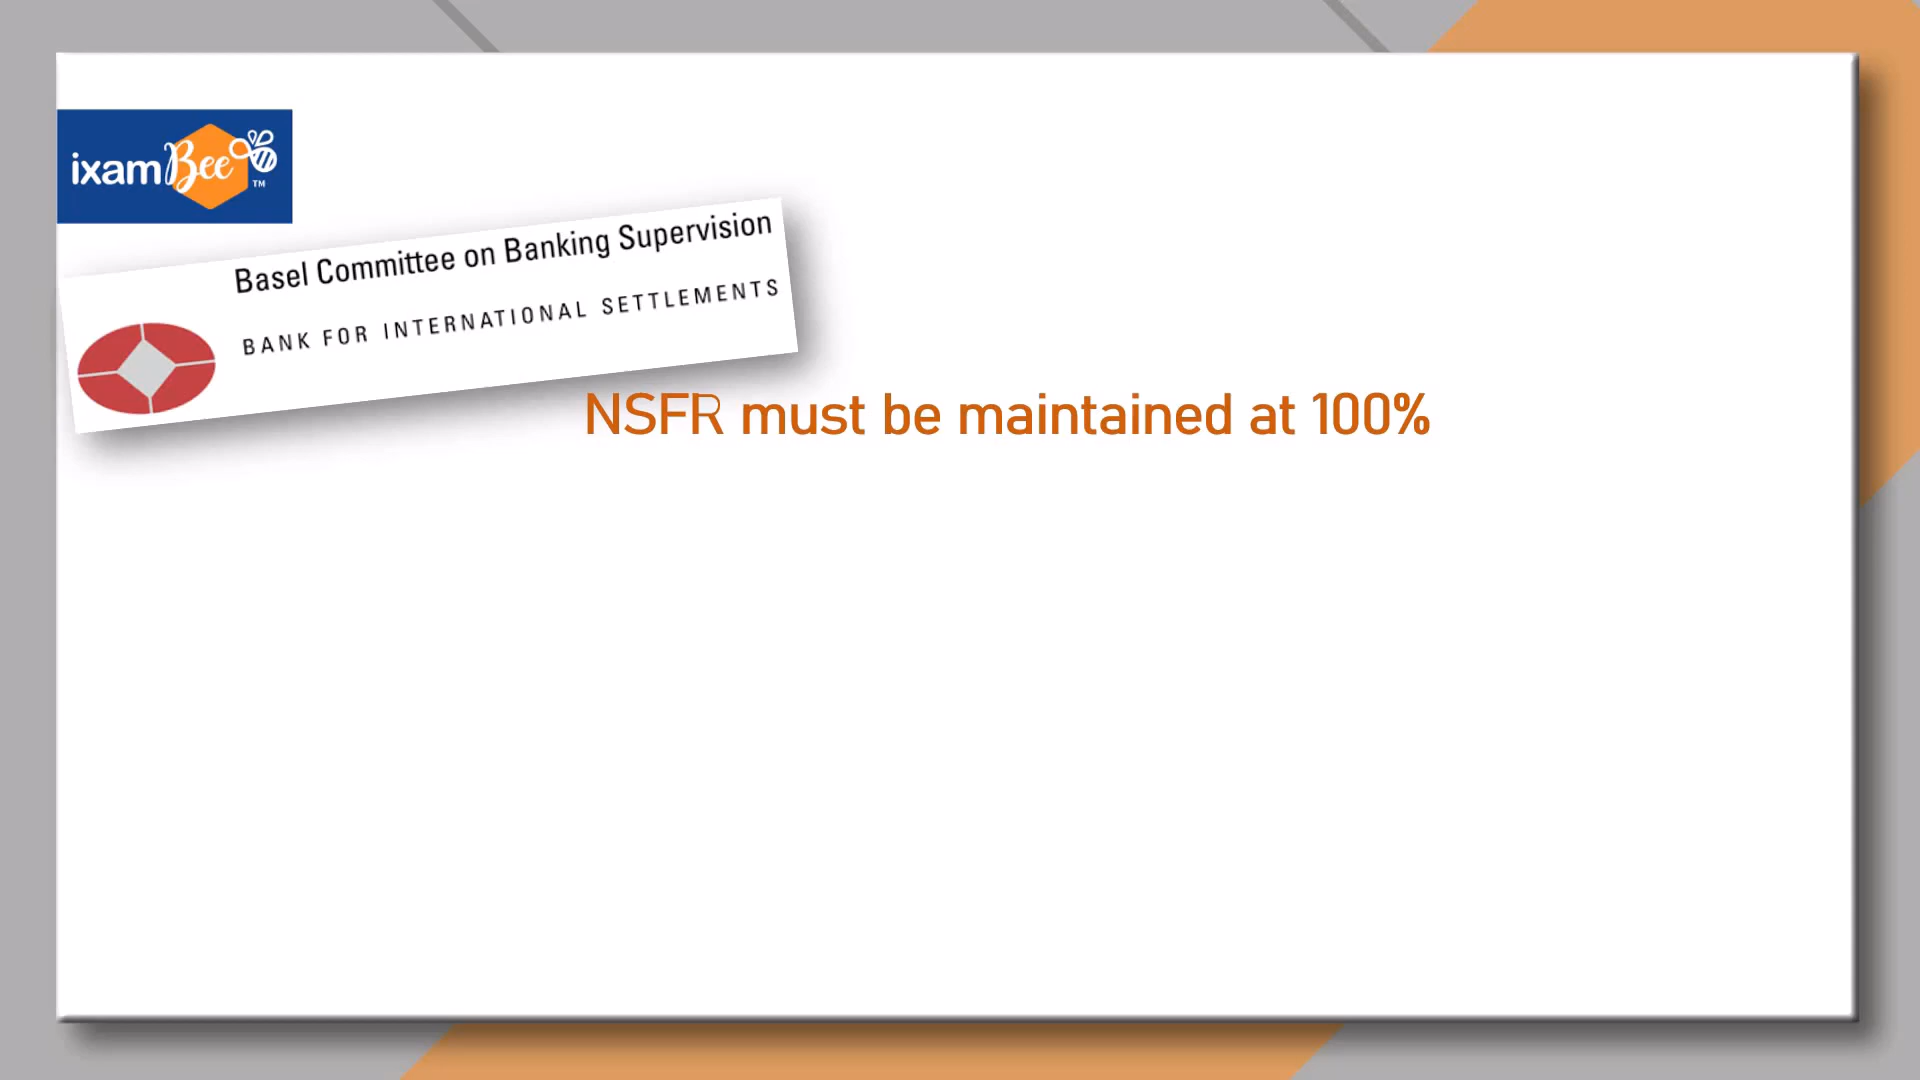 ixamBee TM
Basel Committee on Banking Supervision
BANK FOR INTERNATIONAL SETTLEMENTS
NSFR must be maintained at 100%